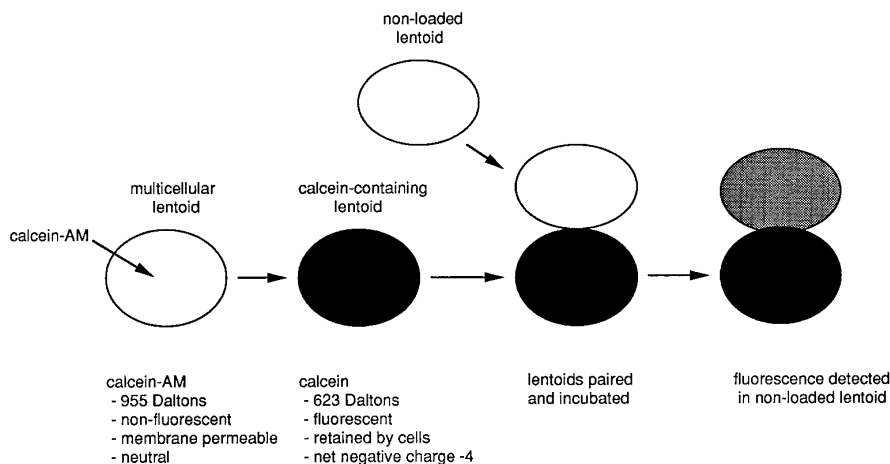 non-loaded
lentoid
multicellular
lentoid
calcein-containing
lentoid
calcein-AM
calcein-AM
- 955 Daltons
- non-fluorescent
- membrane permeable
- neutral
calcein
- 623 Daltons
- fluorescent
- retained by cells
- net negative charge -4
lentoids paired
and incubated
fluorescence detected
in non-loaded lentoid